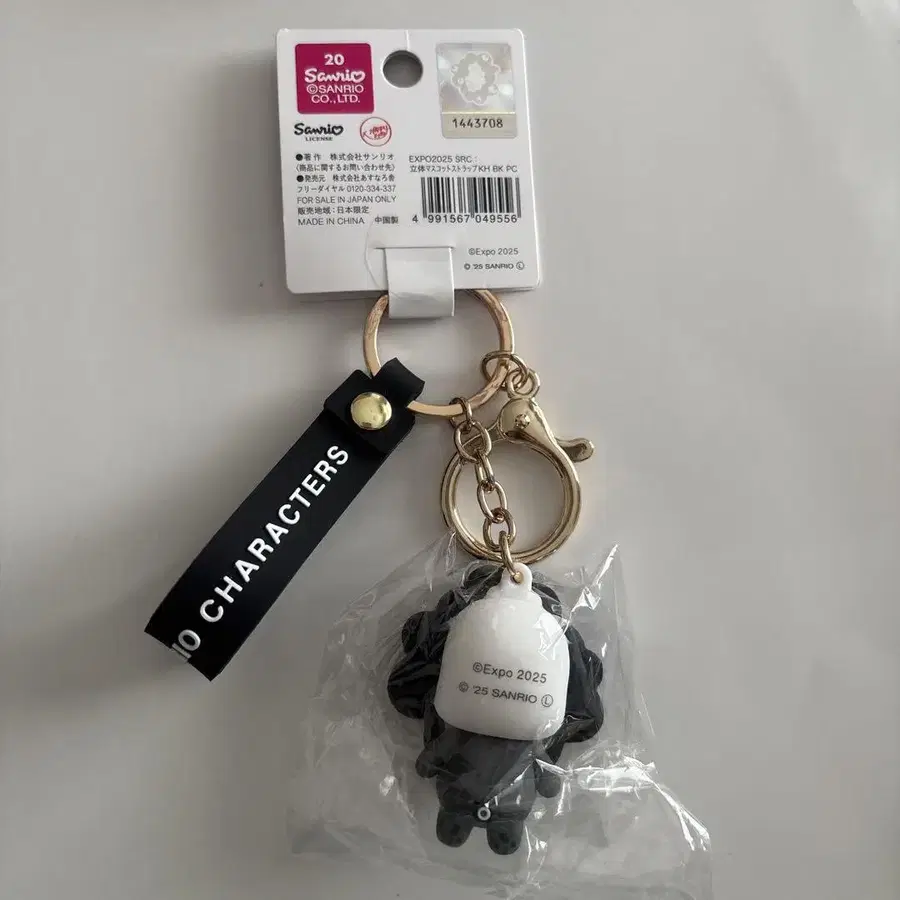 20
Sanrio
©SANRIO
CO.,LTD.
1443708
Sanrio
LICENSE
●著作 株式会社サンリオ
(商品に関するお問い合わせ先)
●発売元 株式会社あすなろ舎
フリーダイヤル 0120-334-337
FOR SALE IN JAPAN ONLY
販売地域:日本限定
MADE IN CHINA 中国製
EXPO2025 SRC:
立体マスコットストラップKH BK PC
4 991567 049556
©Expo 2025
© '25 SANRIO Ⓛ
IO CHARACTERS
©Expo 2025
© '25 SANRIO Ⓛ